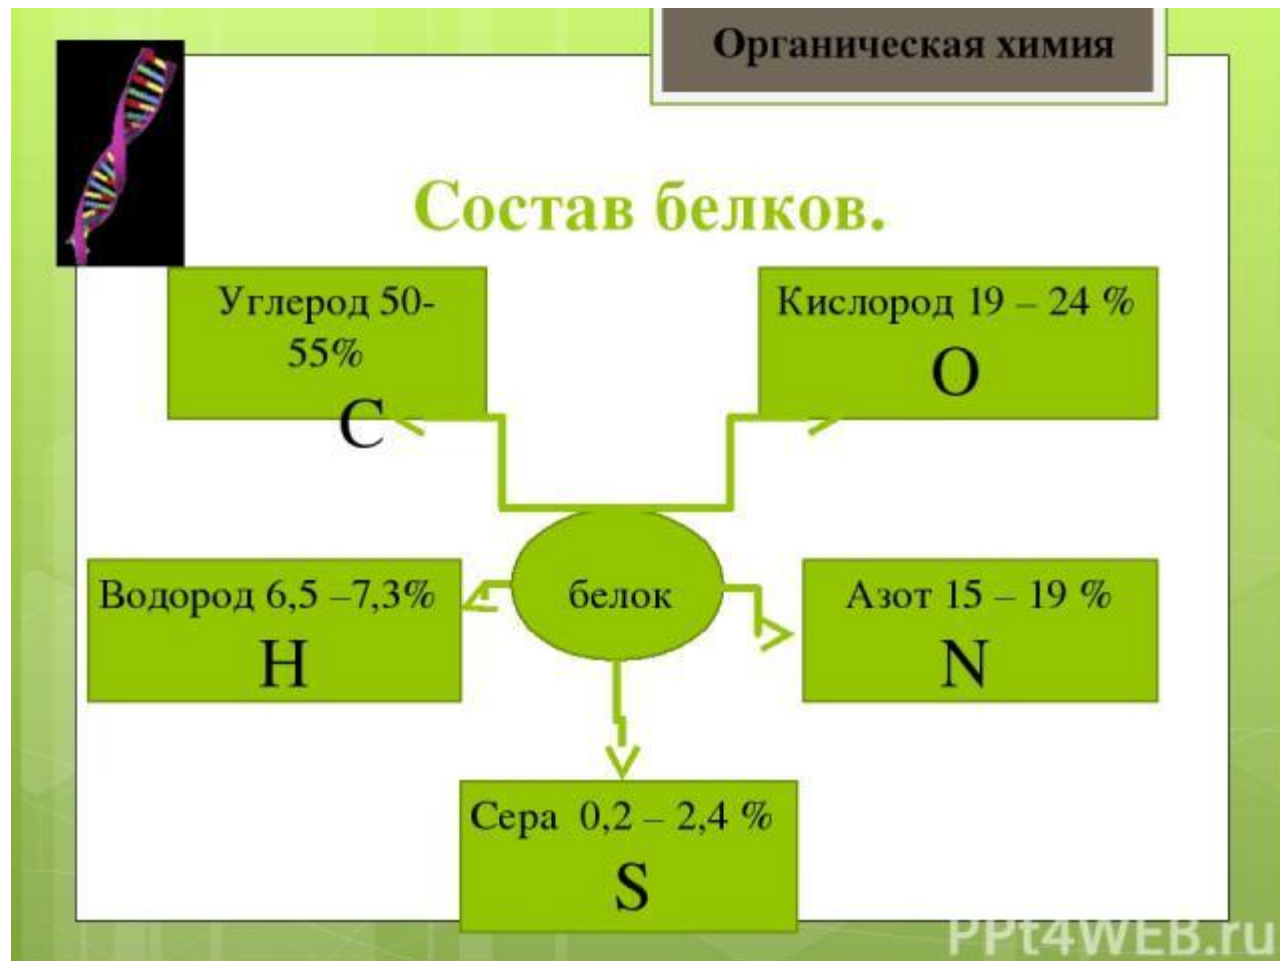 Органическая химия
Состав белков.
Углерод 50-
55%
C
Кислород 19 – 24 %
O
Водород 6,5 –7,3%
H
белок
Азот 15 – 19 %
N
Сера 0,2 – 2,4 %
S
PPt4WEB.ru